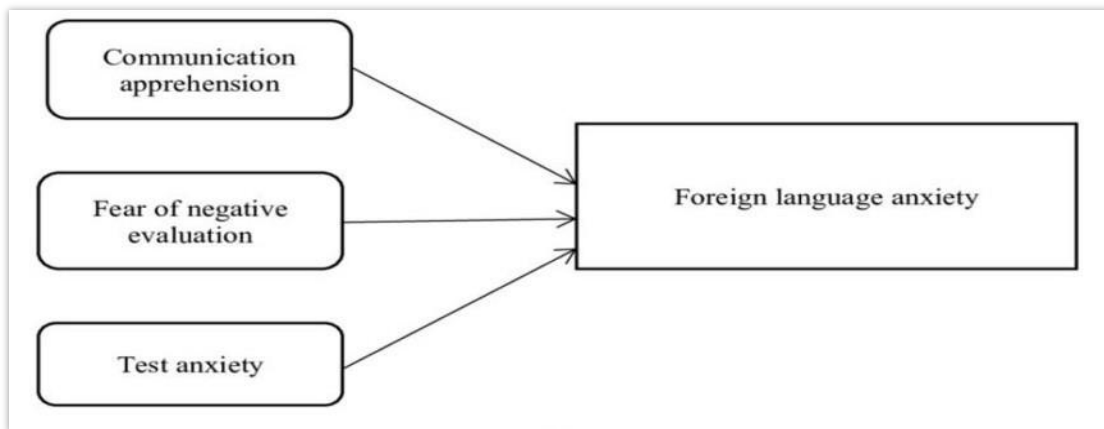 Communication
apprehension
Fear of negative
evaluation
Test anxiety
Foreign language anxiety